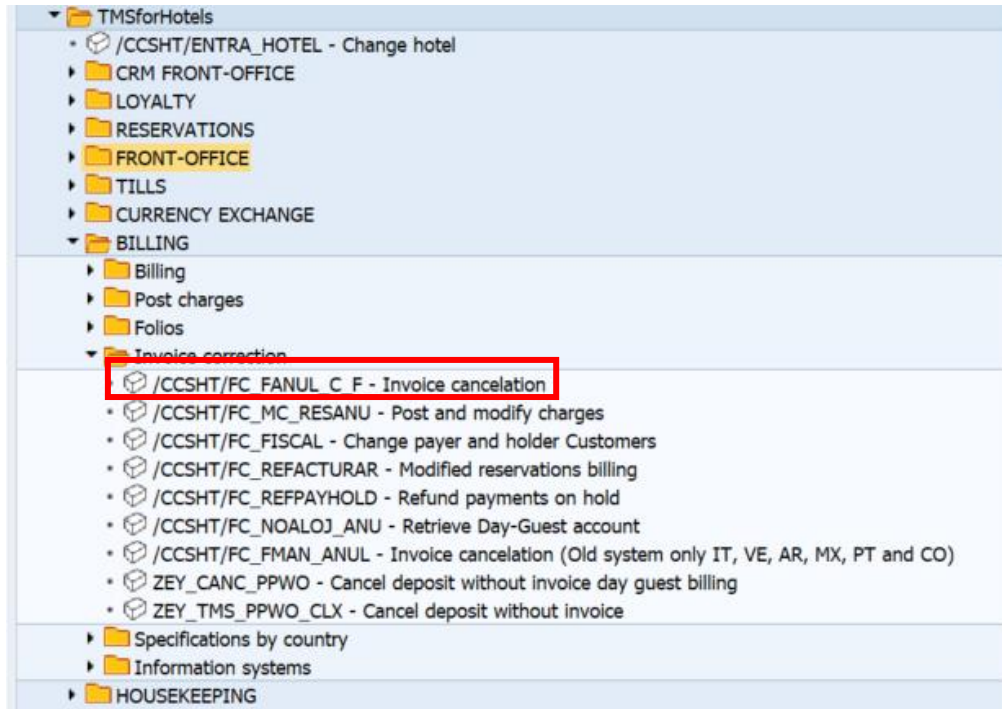 TMSforHotels
/CCSHT/ENTRA_HOTEL - Change hotel
CRM FRONT-OFFICE
LOYALTY
RESERVATIONS
FRONT-OFFICE
TILLS
CURRENCY EXCHANGE
BILLING
Billing
Post charges
Folios
Invoice correction
/CCSHT/FC_FANUL_C_F - Invoice cancelation
/CCSHT/FC_MC_RESANU - Post and modify charges
/CCSHT/FC_FISCAL - Change payer and holder Customers
/CCSHT/FC_REFACTURAR - Modified reservations billing
/CCSHT/FC_REFPAYHOLD - Refund payments on hold
/CCSHT/FC_NOALOJ_ANU - Retrieve Day-Guest account
/CCSHT/FC_FMAN_ANUL - Invoice cancelation (Old system only IT, VE, AR, MX, PT and CO)
ZEY_CANC_PPWO - Cancel deposit without invoice day guest billing
ZEY_TMS_PPWO_CLX - Cancel deposit without invoice
Specifications by country
Information systems
HOUSEKEEPING